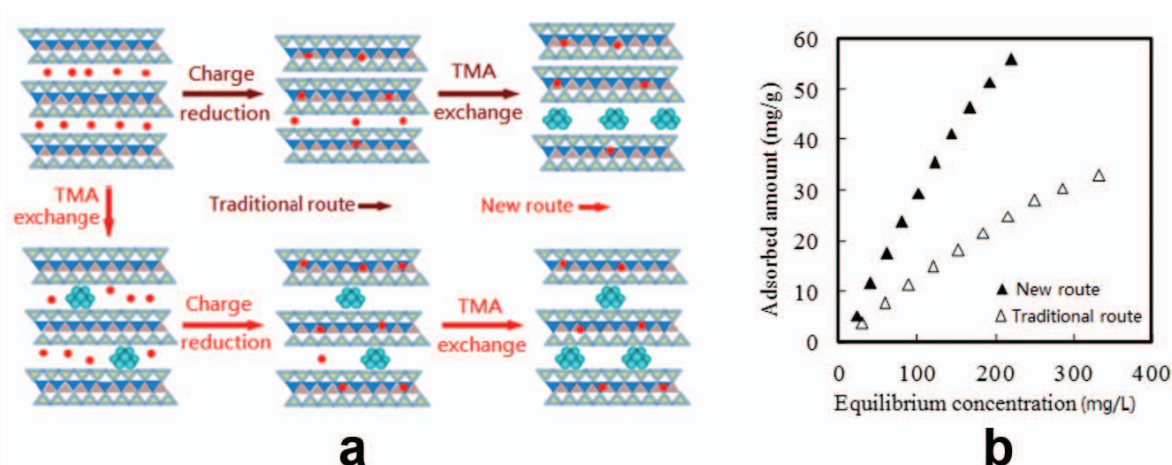 Charge
reduction
TMA
exchange
TMA
exchange
Traditional route
New route
Charge
reduction
TMA
exchange
a
Adsorbed amount (mg/g)
60
50
40
30
20
10
0
New route
Traditional route
0 100 200 300 400
Equilibrium concentration (mg/L)
b